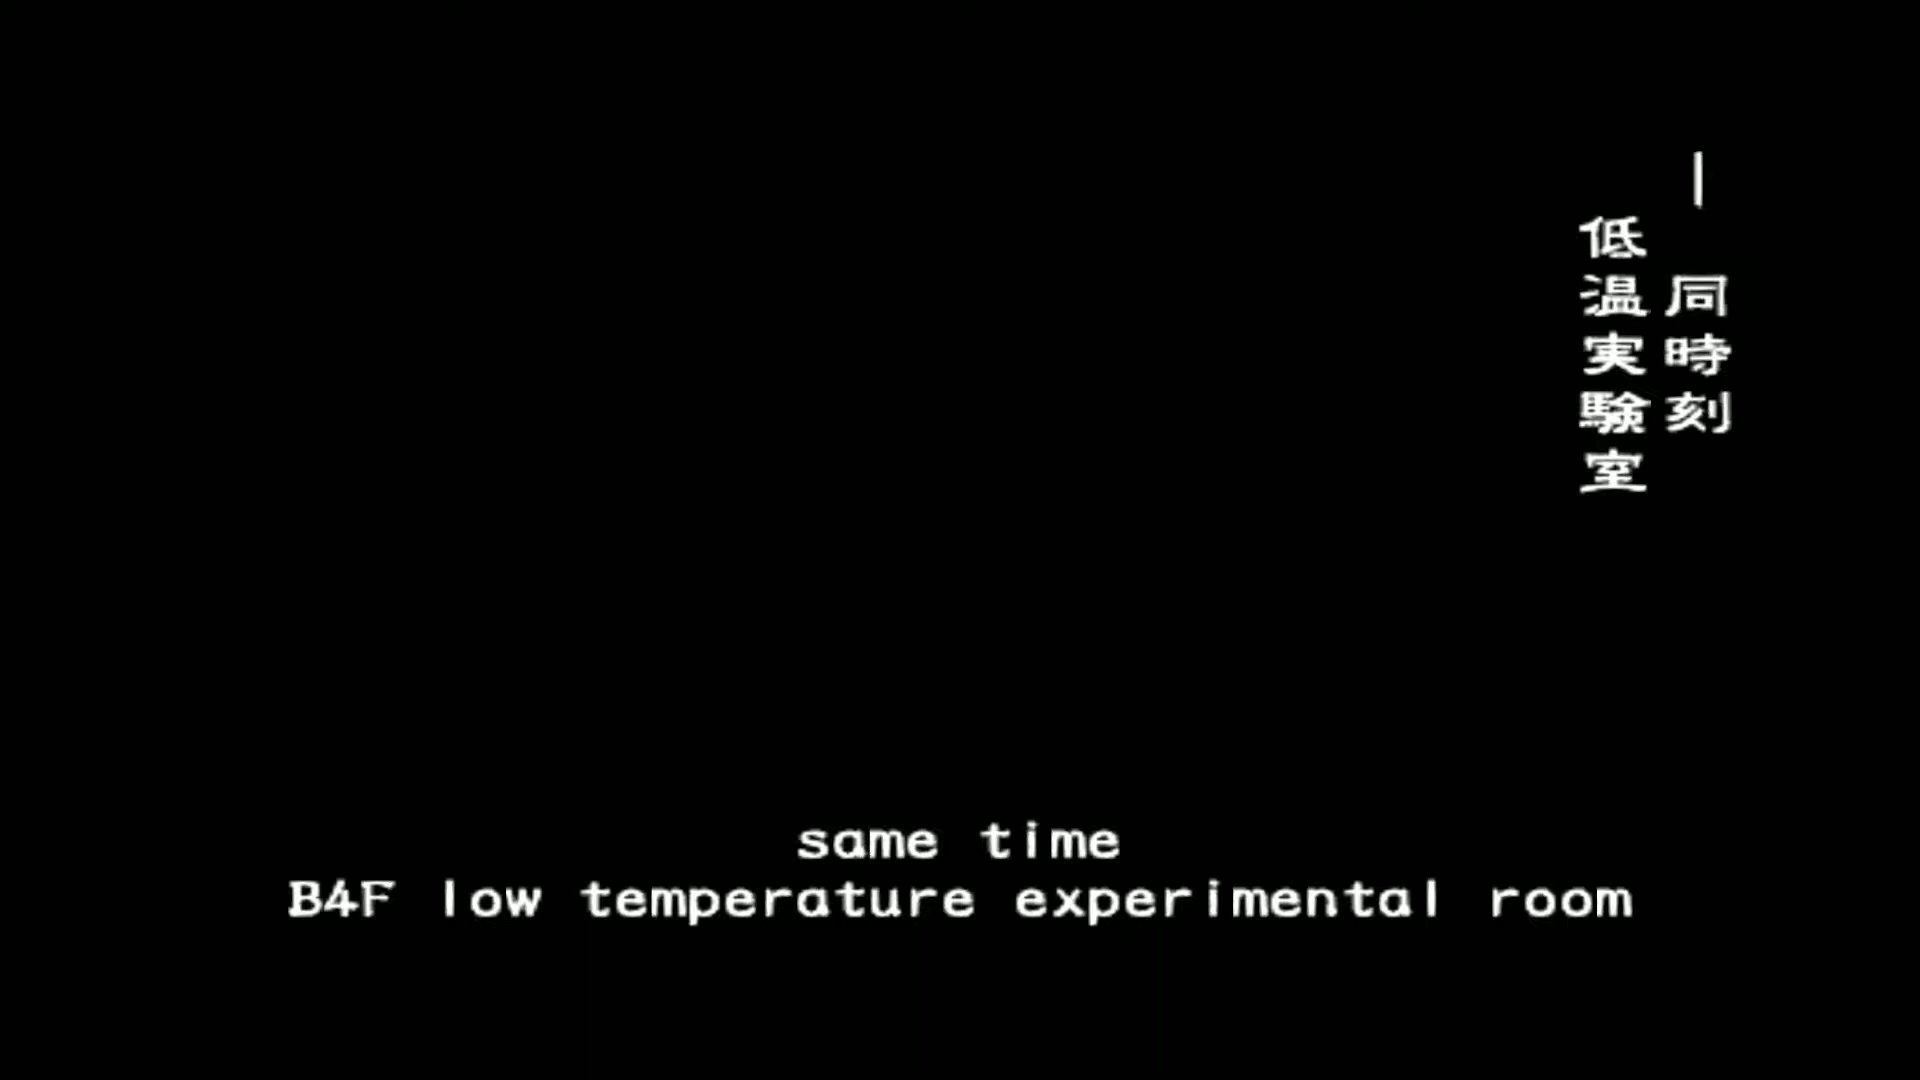 ― 同時刻
低温実験室
same time
B4F low temperature experimental room